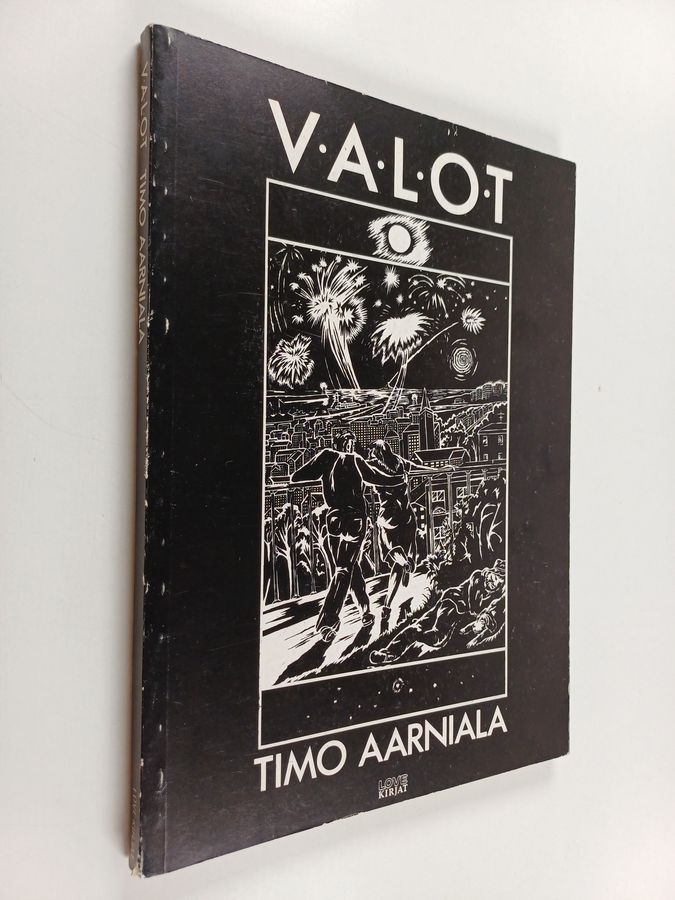 V·A·L·O·T
TIMO AARNIALA
LOVE
KIRJAT
VALOT TIMO AARNIALA